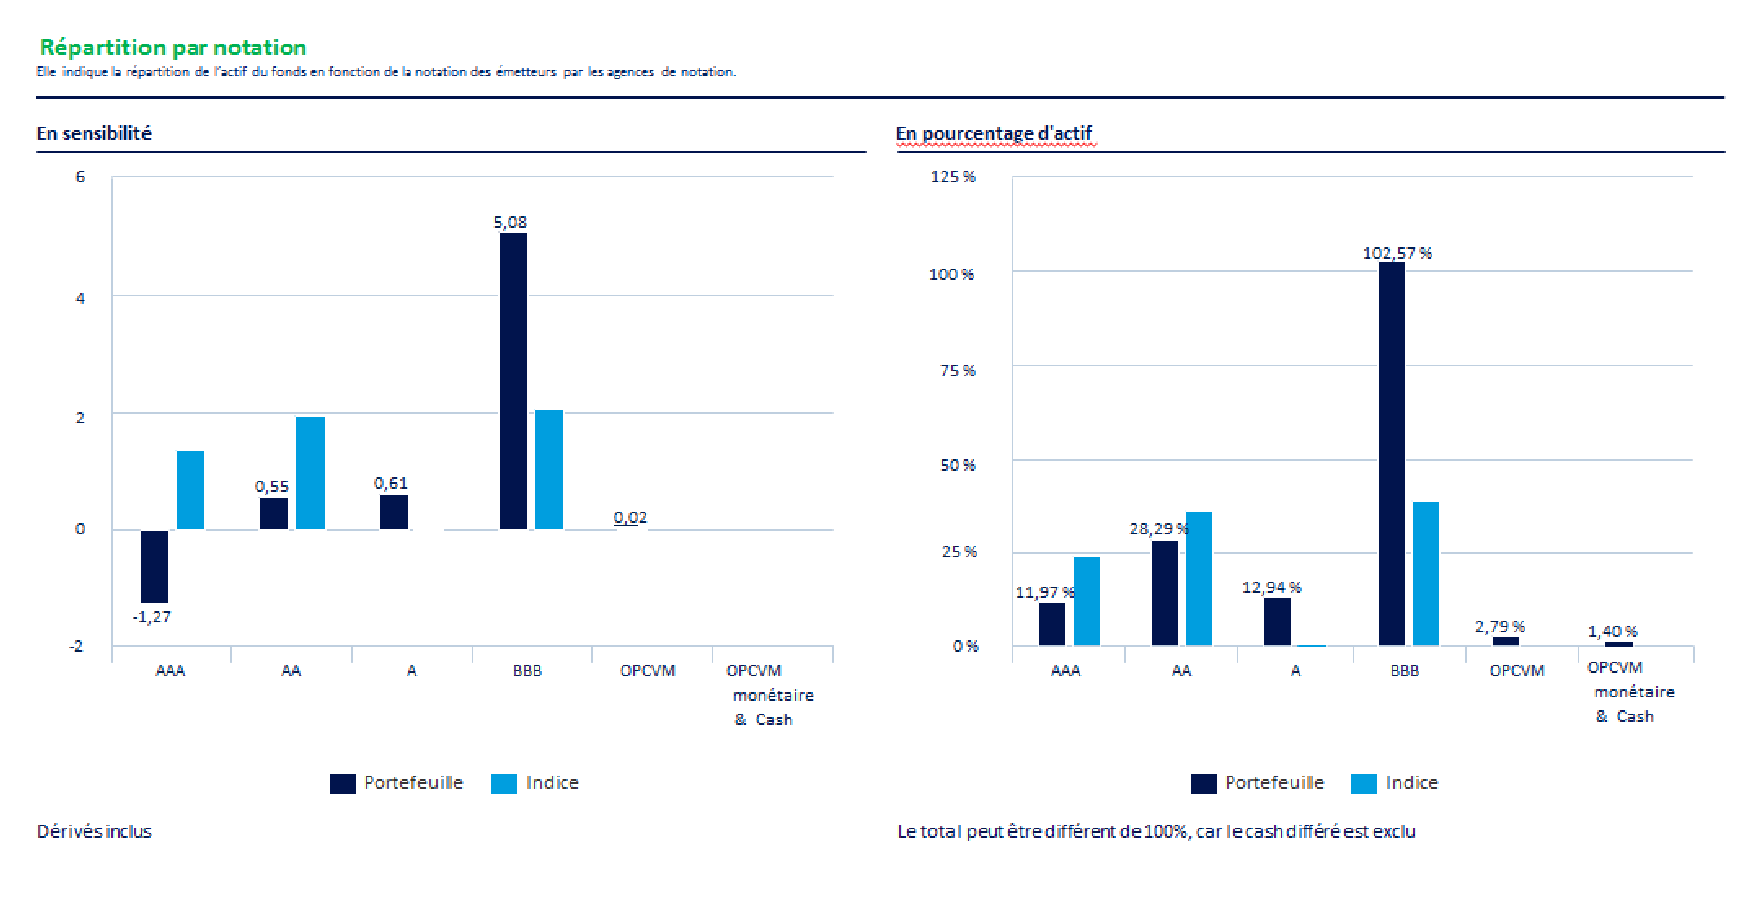 Répartition par notation
Elle indique la répartition de l'actif du fonds en fonction de la notation des émetteurs par les agences de notation.
En sensibilité
6
4
2
0
-2
5,08
0,55
0,61
0,02
-1,27
AAA
AA
A
BBB
OPCVM
OPCVM
monétaire
& Cash
Portefeuille
Indice
Dérivés inclus
En pourcentage d'actif
125 %
100 %
75 %
50 %
25 %
0 %
102,57 %
28,29 %
11,97 %
12,94 %
2,79 %
1,40 %
AAA
AA
A
BBB
OPCVM
OPCVM
monétaire
& Cash
Portefeuille
Indice
Le total peut être différent de 100%, car le cash différé est exclu